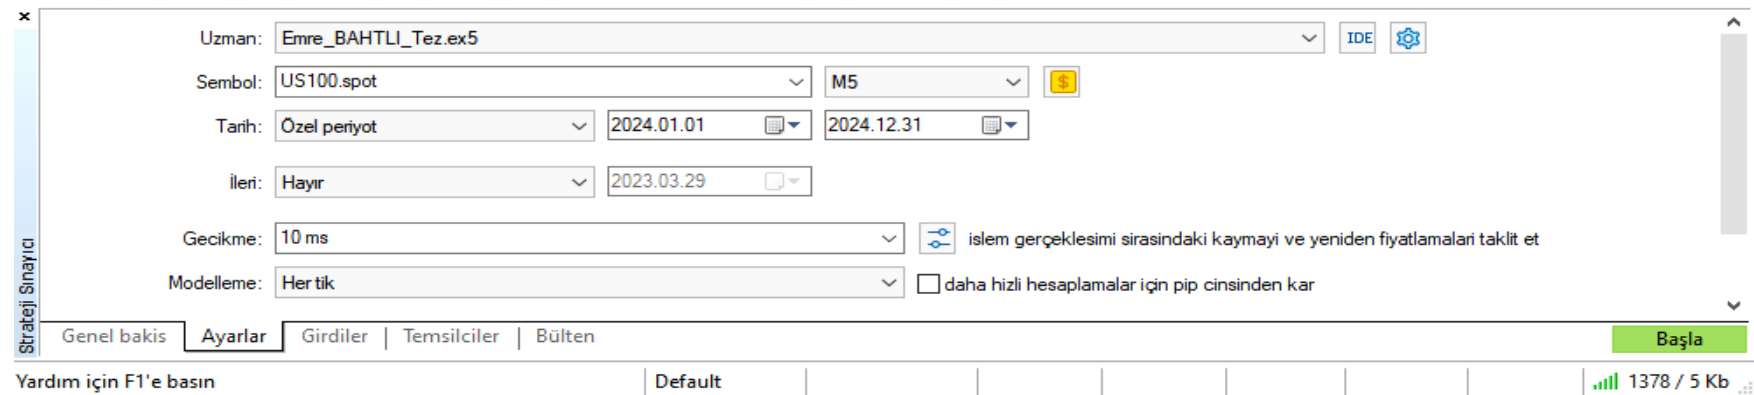 Uzman: Emre_BAHTLI_Tez.ex5 IDE
Sembol: US100.spot M5 $
Tarih: Özel periyot 2024.01.01 2024.12.31
İleri: Hayır 2023.03.29
Gecikme: 10 ms islem gerçeklesimi sirasindaki kaymayi ve yeniden fiyatlamalari taklit et
Modelleme: Her tik daha hizli hesaplamalar için pip cinsinden kar
Strateji Sınayıcı
Genel bakis Ayarlar Girdiler Temsilciler Bülten Başla
Yardım için F1'e basın Default 1378 / 5 Kb